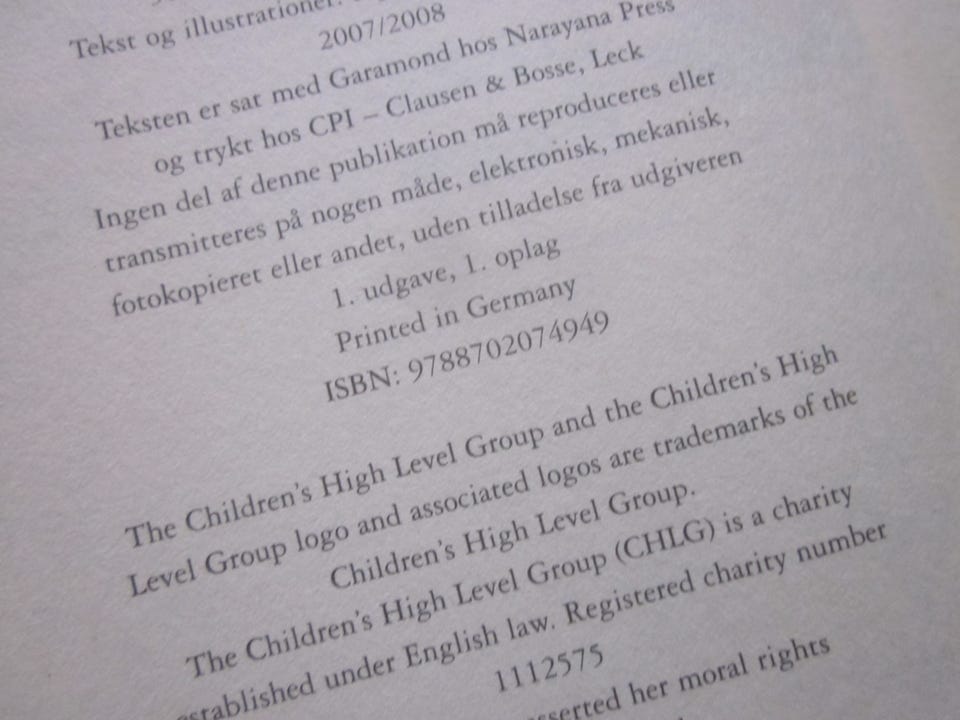 Tekst og illustrationer:
2007/2008
Teksten er sat med Garamond hos Narayana Press
og trykt hos CPI – Clausen & Bosse, Leck
Ingen del af denne publikation må reproduceres eller
transmitteres på nogen måde, elektronisk, mekanisk,
fotokopieret eller andet, uden tilladelse fra udgiveren
1. udgave, 1. oplag
Printed in Germany
ISBN: 9788702074949
The Children's High Level Group and the Children's High
Level Group logo and associated logos are trademarks of the
Children's High Level Group.
The Children's High Level Group (CHLG) is a charity
established under English law. Registered charity number
1112575
asserted her moral rights